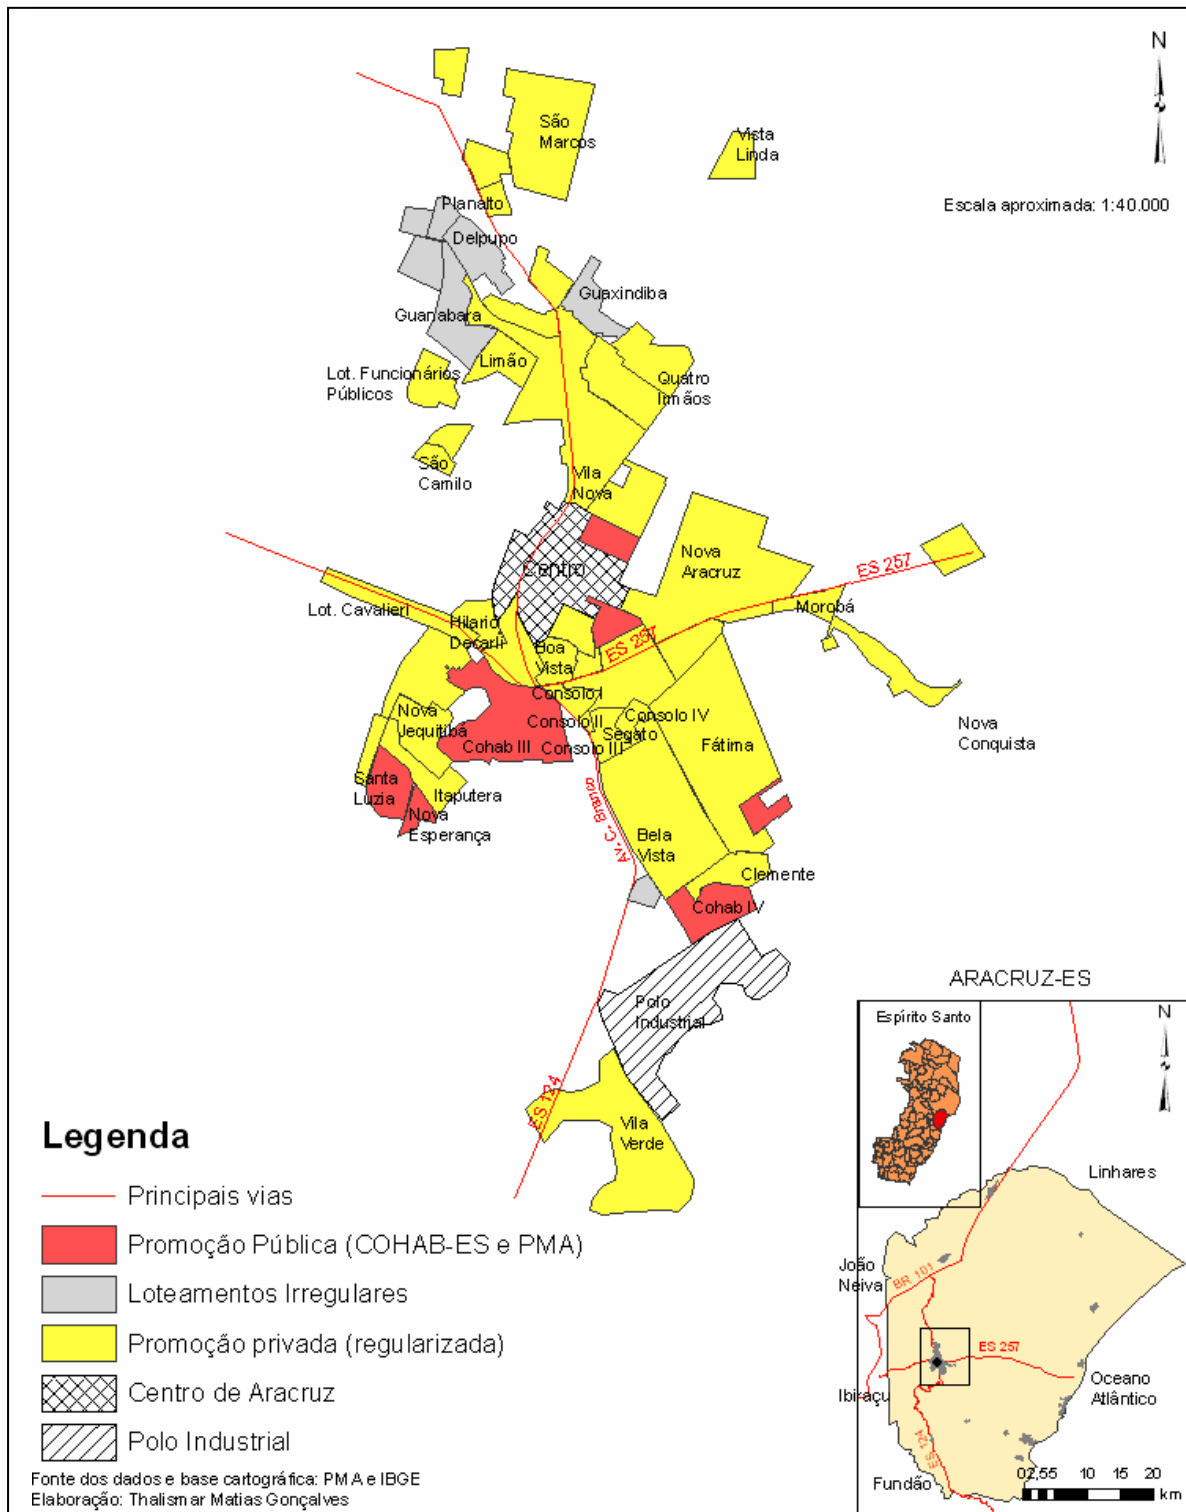 N
São
Marcos
Vista
Linda
Escala aproximada: 1:40.000
Planalto
Delpupo
Guaxindiba
Guanabara
Limão
Lot. Funcionários
Públicos
Quatro
Irmãos
São
Camilo
Vila
Nova
Centro
Nova
Aracruz
ES 257
Lot. Cavalieri
Morobá
Hilario
Decarli
Boa
Vista
ES 257
Consolo I
Nova
Jequitibá
Consolo II
Consolo IV
Segato
Consolo III
Cohab III
Fátima
Nova
Conquista
Santa
Luzia
Itaputera
Nova
Esperança
Av. C. Branco
Bela
Vista
Clemente
Cohab IV
Polo
Industrial
ES 124
Vila
Verde
ARACRUZ-ES
Espírito Santo
N
Linhares
João
Neiva
BR 101
ES 257
Ibiraçu
Oceano
Atlântico
ES 124
Fundão
02,55 10 15 20
km
Legenda
Principais vias
Promoção Pública (COHAB-ES e PMA)
Loteamentos Irregulares
Promoção privada (regularizada)
Centro de Aracruz
Polo Industrial
Fonte dos dados e base cartográfica: PMA e IBGE
Elaboração: Thalismar Matias Gonçalves